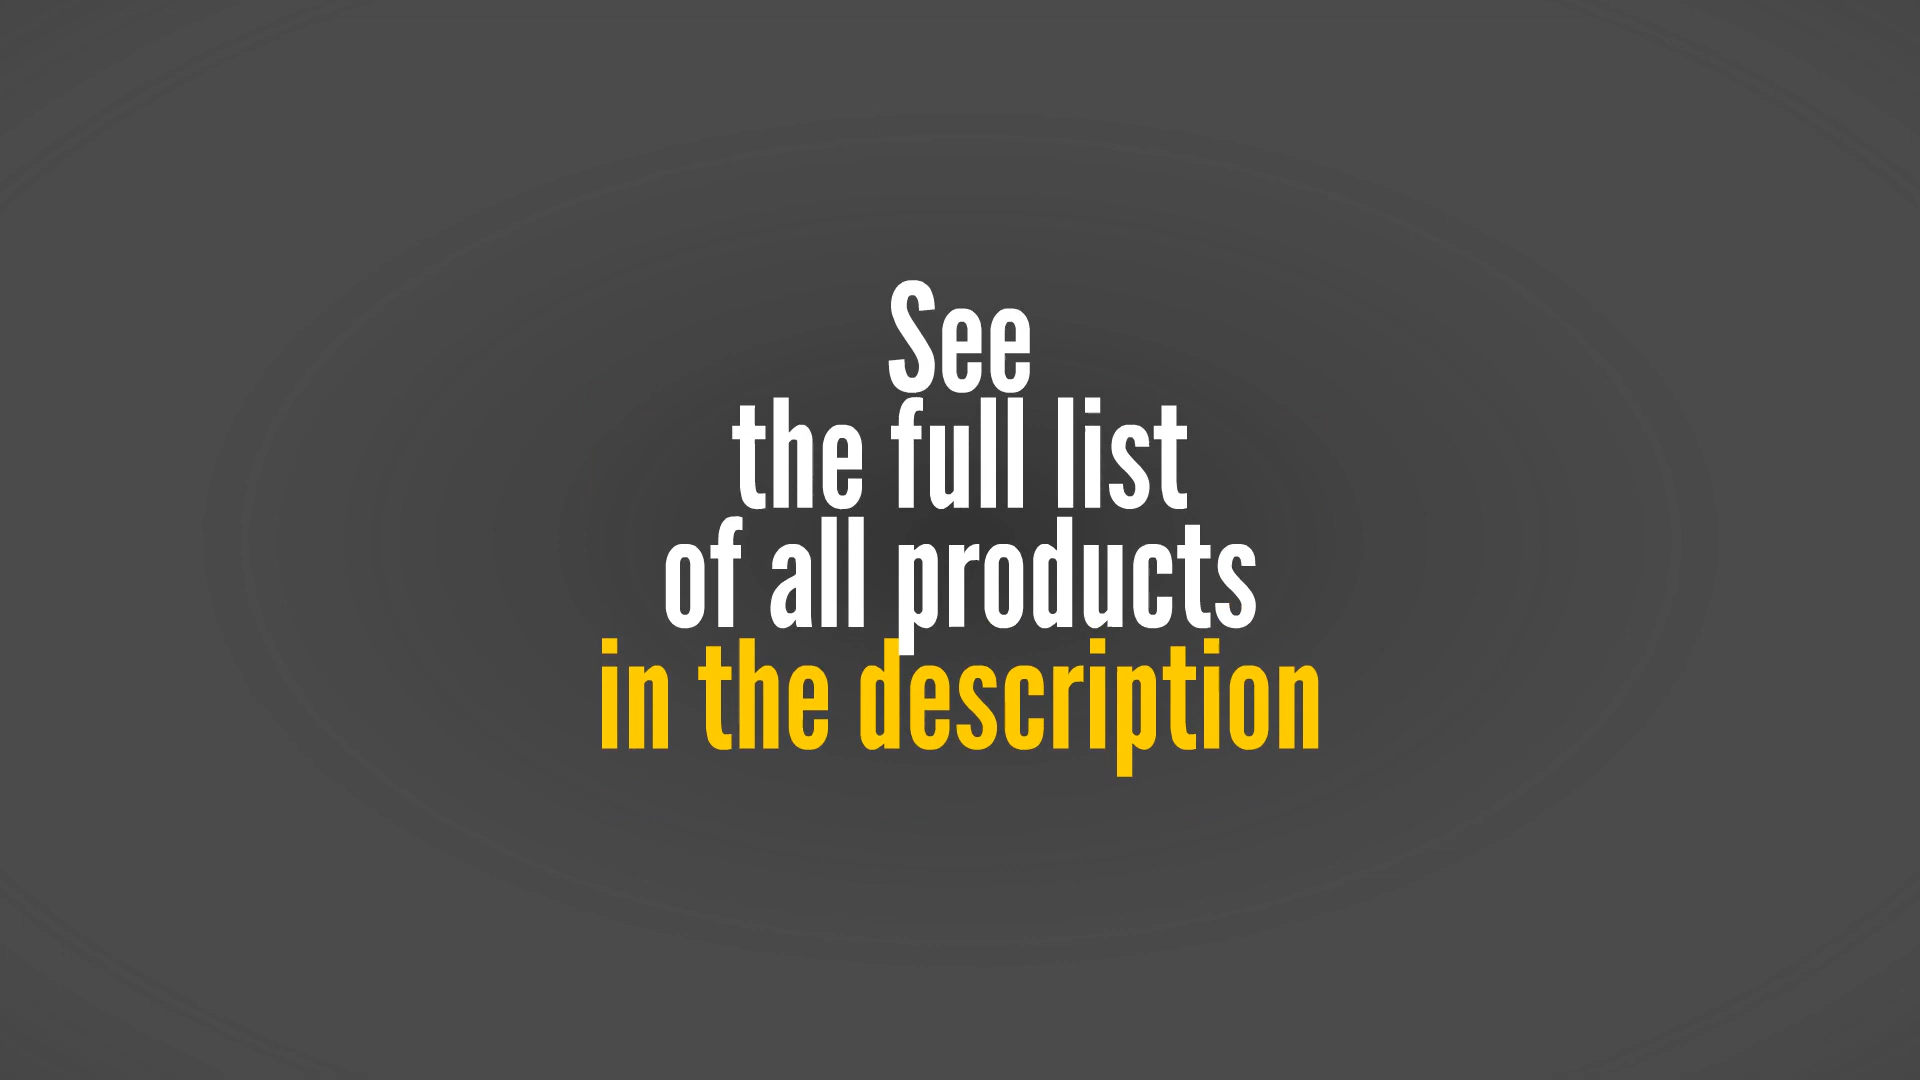 See
the full list
of all products
in the description